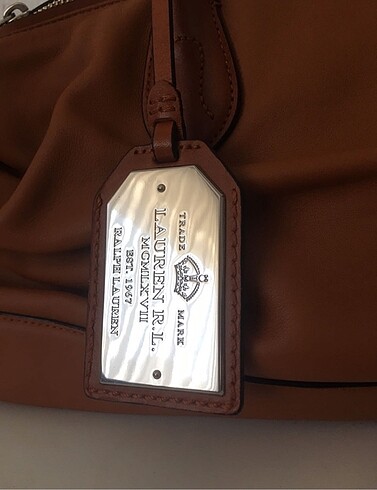 TRADE MARK
LAUREN R.L.
MCMLXVII
EST. 1967
RALPH LAUREN